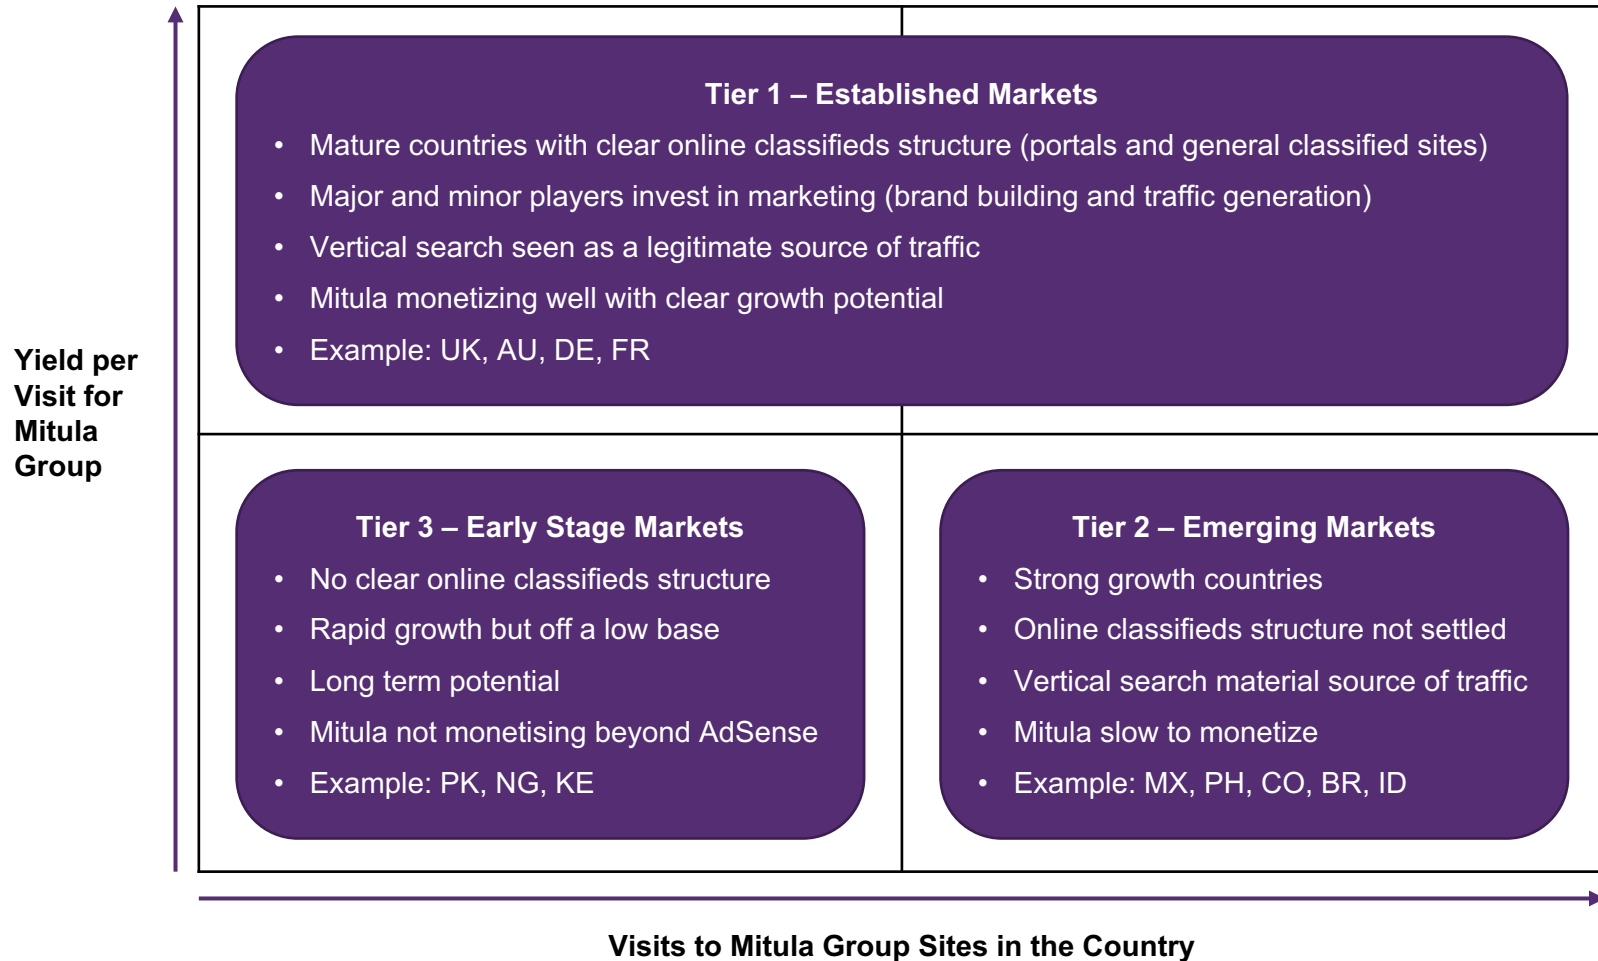 Tier 1 – Established Markets
• Mature countries with clear online classifieds structure (portals and general classified sites)
• Major and minor players invest in marketing (brand building and traffic generation)
• Vertical search seen as a legitimate source of traffic
• Mitula monetizing well with clear growth potential
• Example: UK, AU, DE, FR
Yield per
Visit for
Mitula
Group
Tier 3 – Early Stage Markets
• No clear online classifieds structure
• Rapid growth but off a low base
• Long term potential
• Mitula not monetising beyond AdSense
• Example: PK, NG, KE
Tier 2 – Emerging Markets
• Strong growth countries
• Online classifieds structure not settled
• Vertical search material source of traffic
• Mitula slow to monetize
• Example: MX, PH, CO, BR, ID
Visits to Mitula Group Sites in the Country